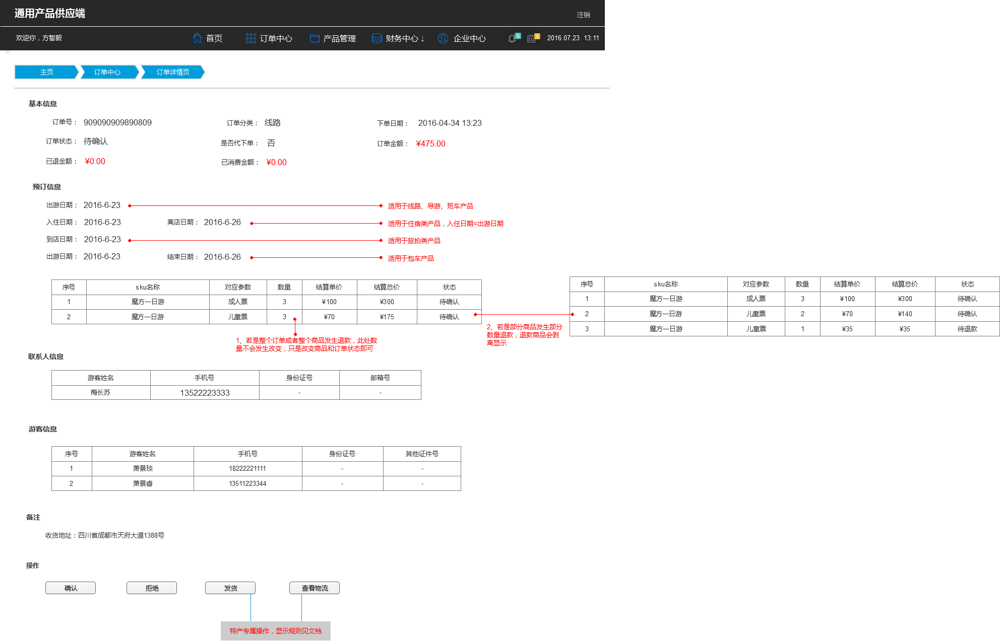 通用产品供应端
注销
欢迎你，方智毅
首页
订单中心
产品管理
财务中心↓
企业中心
6
5
2016.07.23 13:11
主页
订单中心
订单详情页
基本信息
订单号： 909090909890809 订单分类： 线路 下单日期： 2016-04-34 13:23
订单状态： 待确认 是否代下单： 否 订单金额： ¥475.00
已退金额： ¥0.00 已消费金额： ¥0.00
预订信息
出游日期： 2016-6-23 适用于线路、导游、班车产品
入住日期： 2016-6-23 离店日期： 2016-6-26 适用于住宿类产品，入住日期=出游日期
到店日期： 2016-6-23 适用于旅拍类产品
出游日期： 2016-6-23 结束日期： 2016-6-26 适用于包车产品
序号 sku名称 对应参数 数量 结算单价 结算总价 状态
1 魔方一日游 成人票 3 ¥100 ¥300 待确认
2 魔方一日游 儿童票 3 ¥70 ¥175 待确认
1、若是整个订单或者整个商品发生退款，此处数
量不会发生改变，只是改变商品和订单状态即可
2、若是部分商品发生部分
数量退款，退款商品会剥
离显示
序号 sku名称 对应参数 数量 结算单价 结算总价 状态
1 魔方一日游 成人票 3 ¥100 ¥300 待确认
2 魔方一日游 儿童票 2 ¥70 ¥140 待确认
3 魔方一日游 儿童票 1 ¥35 ¥35 待退款
联系人信息
游客姓名 手机号 身份证号 邮箱号
梅长苏 13522223333 - -
游客信息
序号 游客姓名 手机号 身份证号 其他证件号
1 萧景琰 18222221111 - -
2 萧景睿 13511223344 - -
备注
收货地址：四川省成都市天府大道1388号
操作
确认 拒绝 发货 查看物流
特产专属操作，显示规则见文档